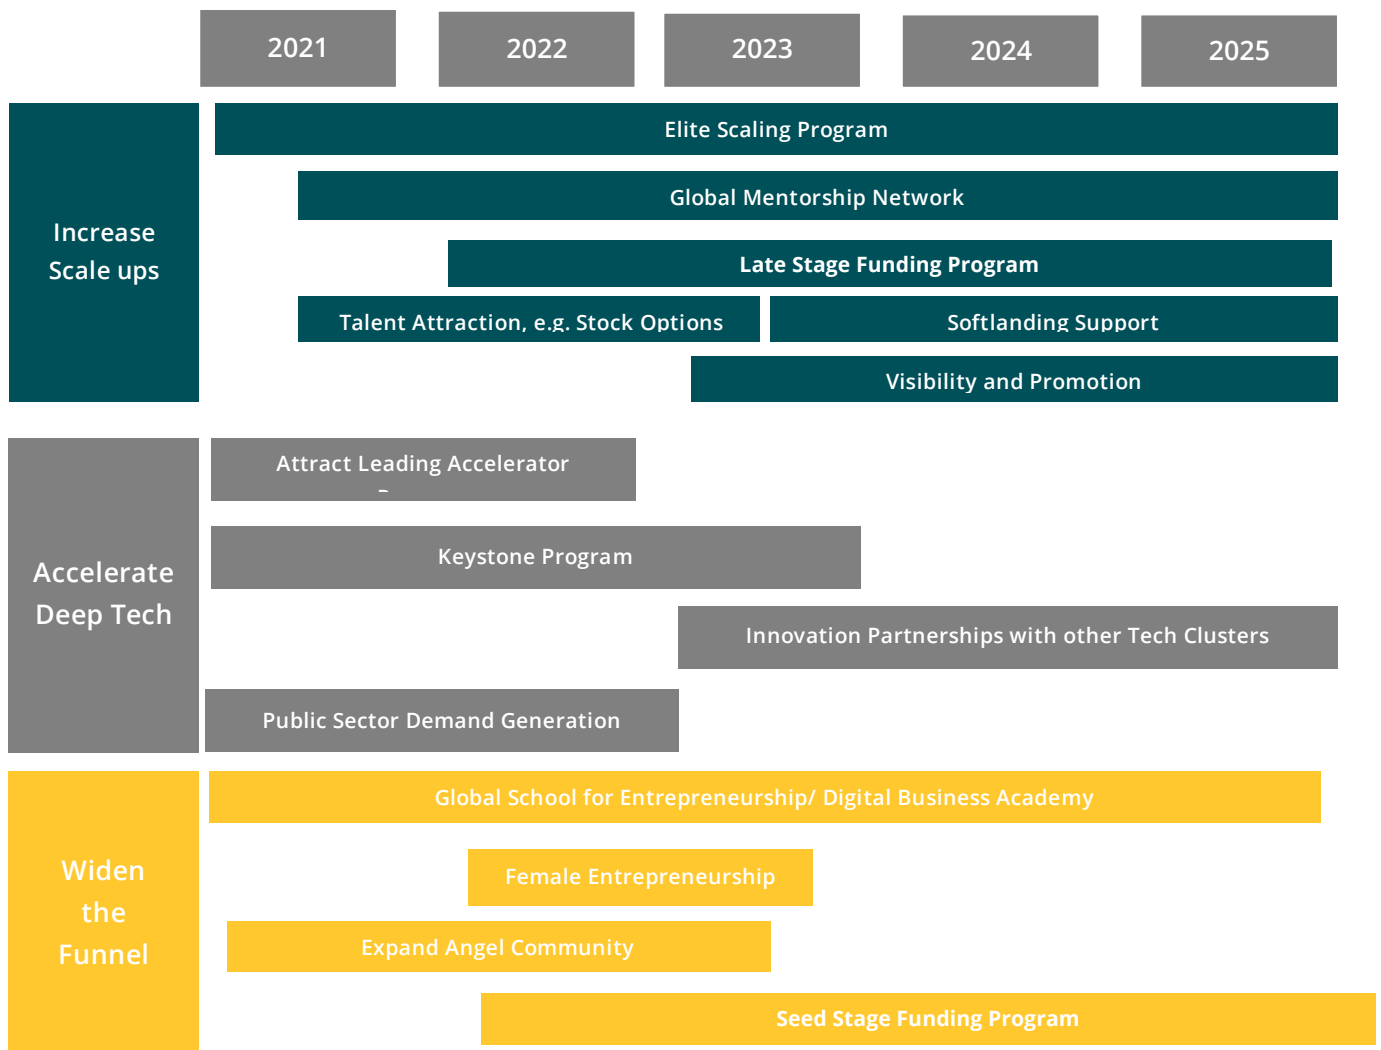 2021
2022
2023
2024
2025
Increase
Scale ups
Elite Scaling Program
Global Mentorship Network
Late Stage Funding Program
Talent Attraction, e.g. Stock Options
Softlanding Support
Visibility and Promotion
Accelerate
Deep Tech
Attract Leading Accelerator
Keystone Program
Innovation Partnerships with other Tech Clusters
Public Sector Demand Generation
Widen
the
Funnel
Global School for Entrepreneurship/ Digital Business Academy
Female Entrepreneurship
Expand Angel Community
Seed Stage Funding Program